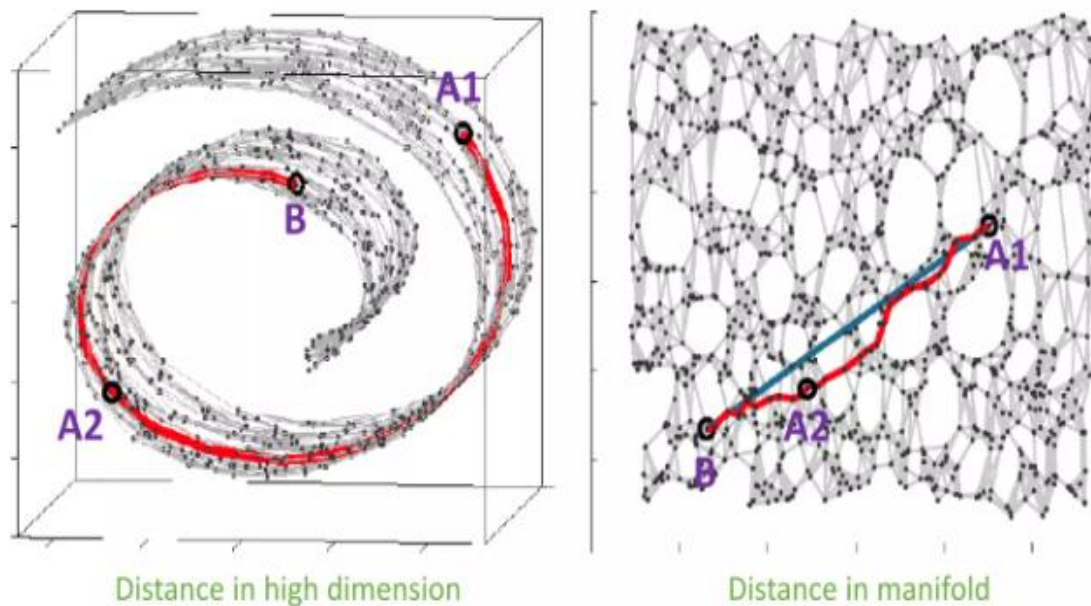 A1
B
A2
A1
A2
B
Distance in high dimension
Distance in manifold